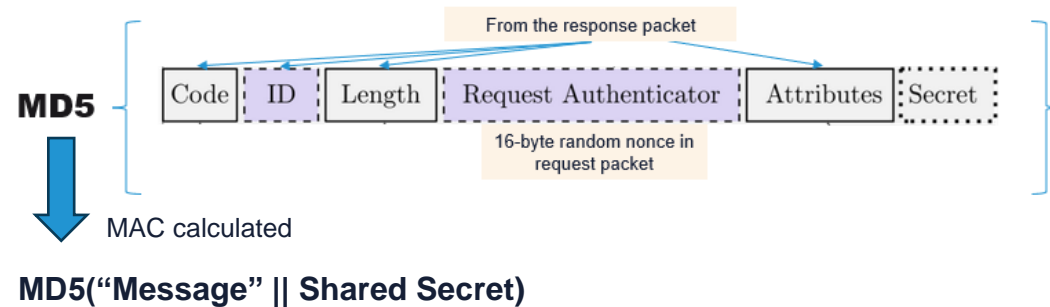 From the response packet
MD5 Code ID Length Request Authenticator Attributes Secret
16-byte random nonce in
request packet
MAC calculated
MD5(“Message” || Shared Secret)